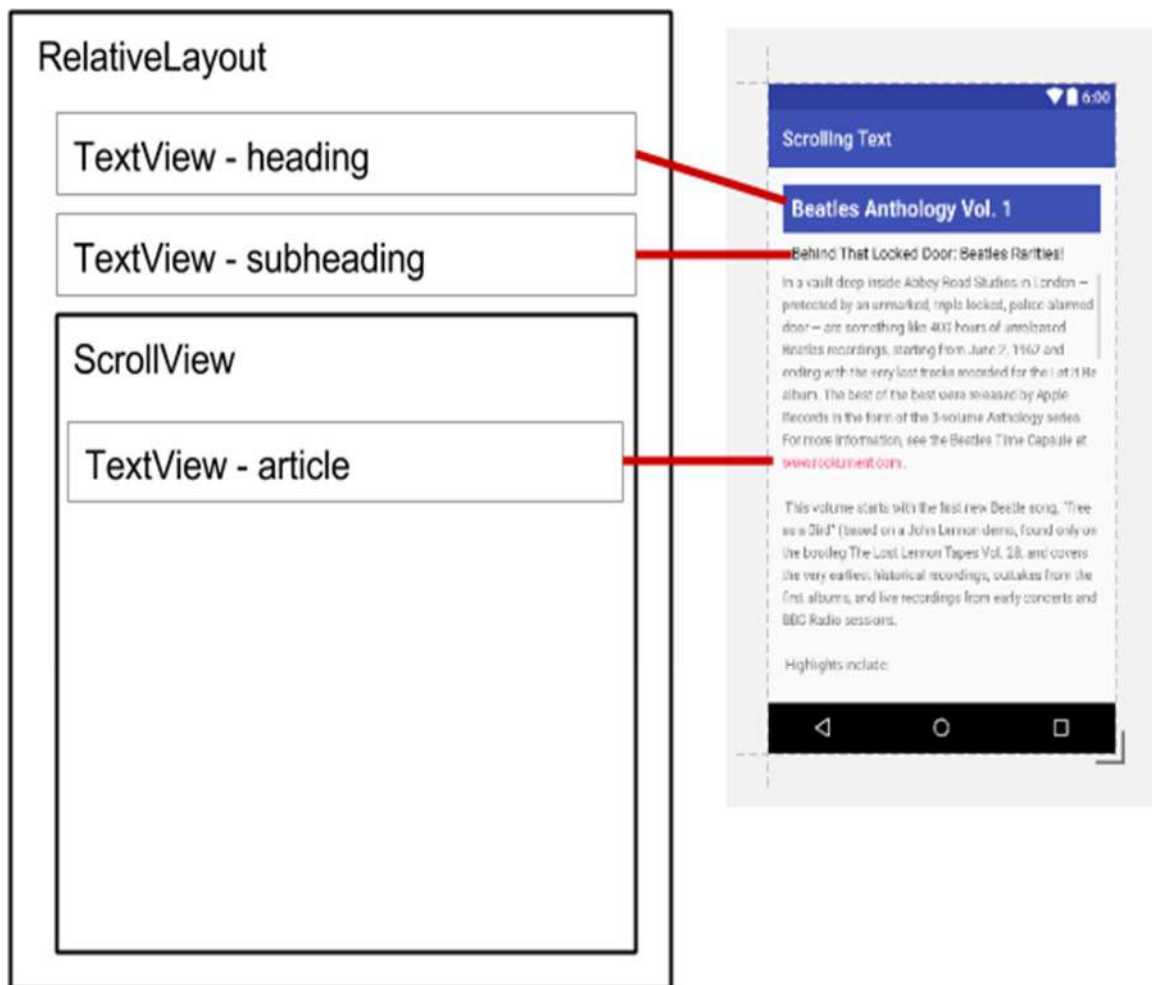 RelativeLayout
TextView - heading
TextView - subheading
ScrollView
TextView - article
6:00
Scrolling Text
Beatles Anthology Vol. 1
Behind That Locked Door: Beatles Rarities!
In a vault deep inside Abbey Road Studios in London —
protected by an unmarked, triple locked, police alarmed
door — are something like 400 hours of unreleased
Beatles recordings, starting from June 2, 1962 and
ending with the very last tracks recorded for the Let It Be
album. The best of the best were released by Apple
Records in the form of the 3-volume Anthology series.
For more information, see the Beatles Time Capsule at
www.rockument.com.
This volume starts with the first new Beatle song, "Free
as a Bird" (based on a John Lennon demo, found only on
the bootleg The Lost Lennon Tapes Vol. 28, and covers
the very earliest historical recordings, outtakes from the
first albums, and live recordings from early concerts and
BBC Radio sessions.
Highlights include: